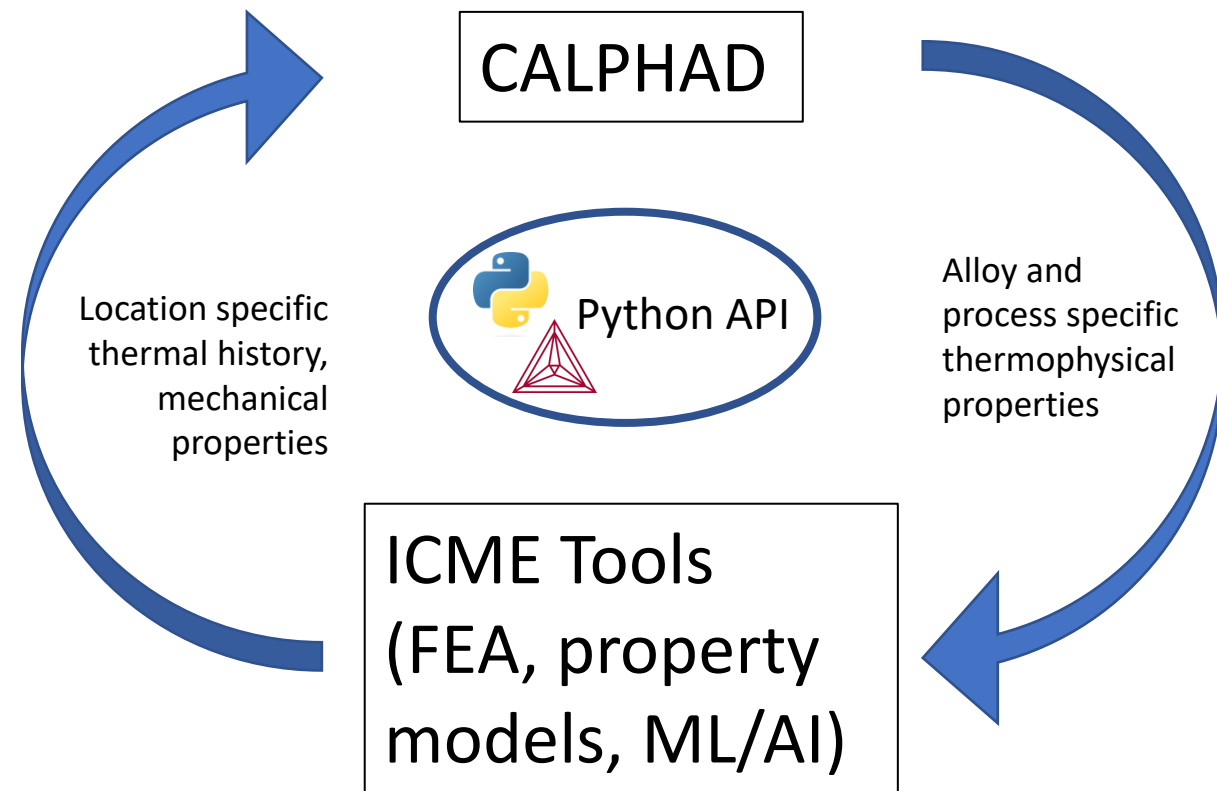 CALPHAD
Python API
Location specific
thermal history,
mechanical
properties
Alloy and
process specific
thermophysical
properties
ICME Tools
(FEA, property
models, ML/AI)